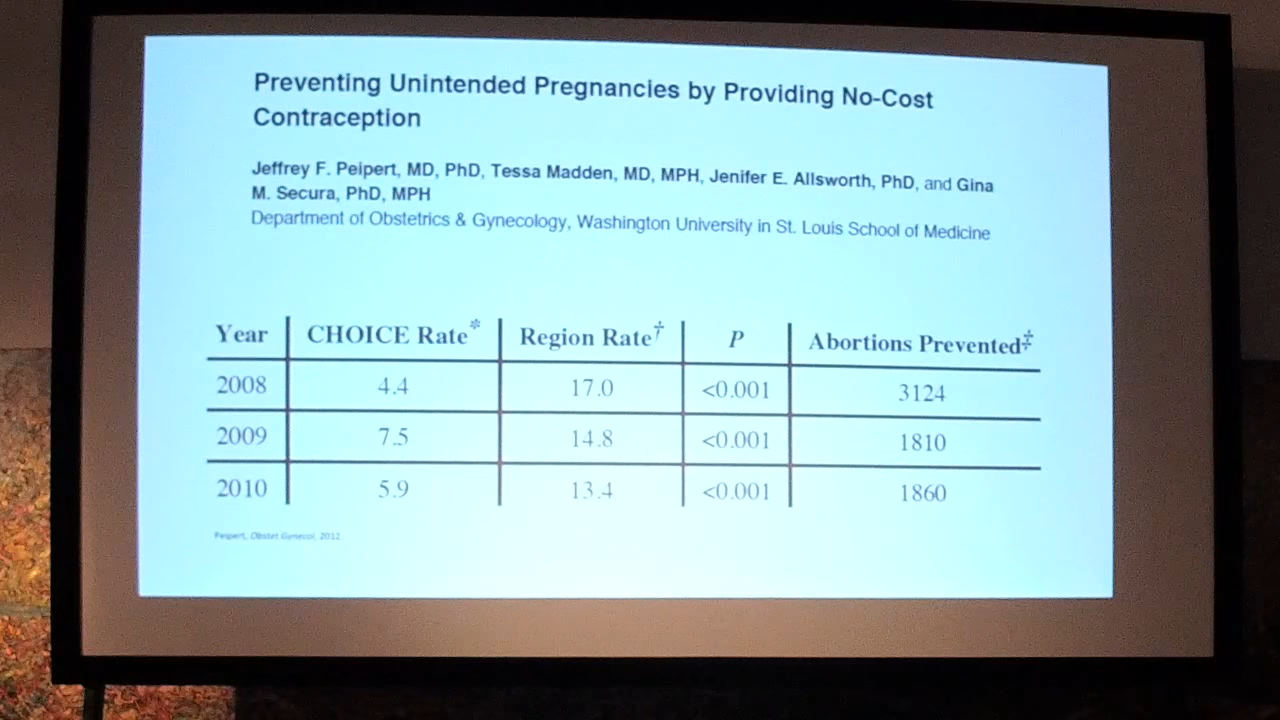 Preventing Unintended Pregnancies by Providing No-Cost
Contraception
Jeffrey F. Peipert, MD, PhD, Tessa Madden, MD, MPH, Jenifer E. Allsworth, PhD, and Gina
M. Secura, PhD, MPH
Department of Obstetrics & Gynecology, Washington University in St. Louis School of Medicine
Year CHOICE Rate* Region Rate† P Abortions Prevented‡
2008 4.4 17.0 <0.001 3124
2009 7.5 14.8 <0.001 1810
2010 5.9 13.4 <0.001 1860
Peipert, Obstet Gynecol, 2012